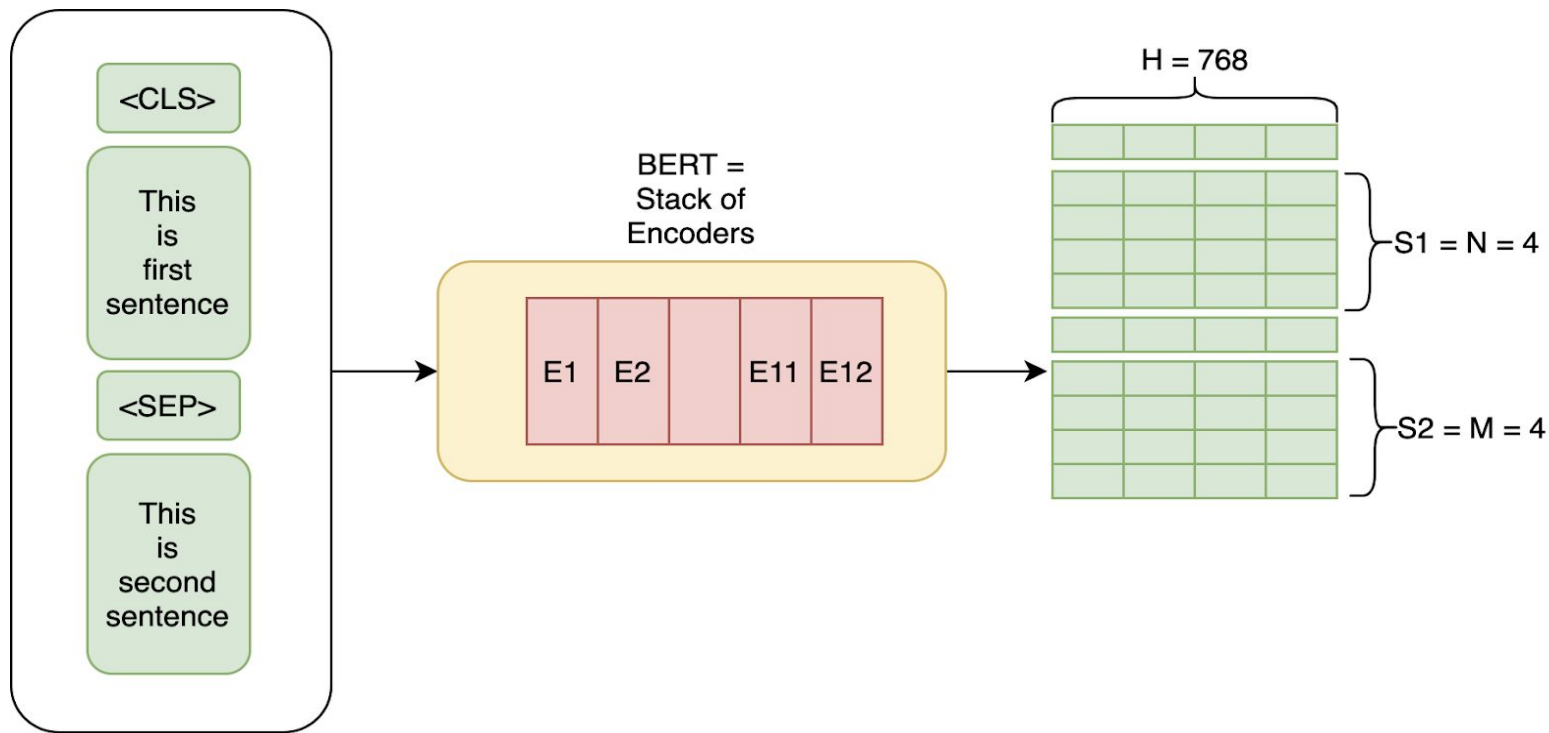 <CLS>
This
is
first
sentence
<SEP>
This
is
second
sentence
BERT =
Stack of
Encoders
E1 E2 E11 E12
H = 768
S1 = N = 4
S2 = M = 4